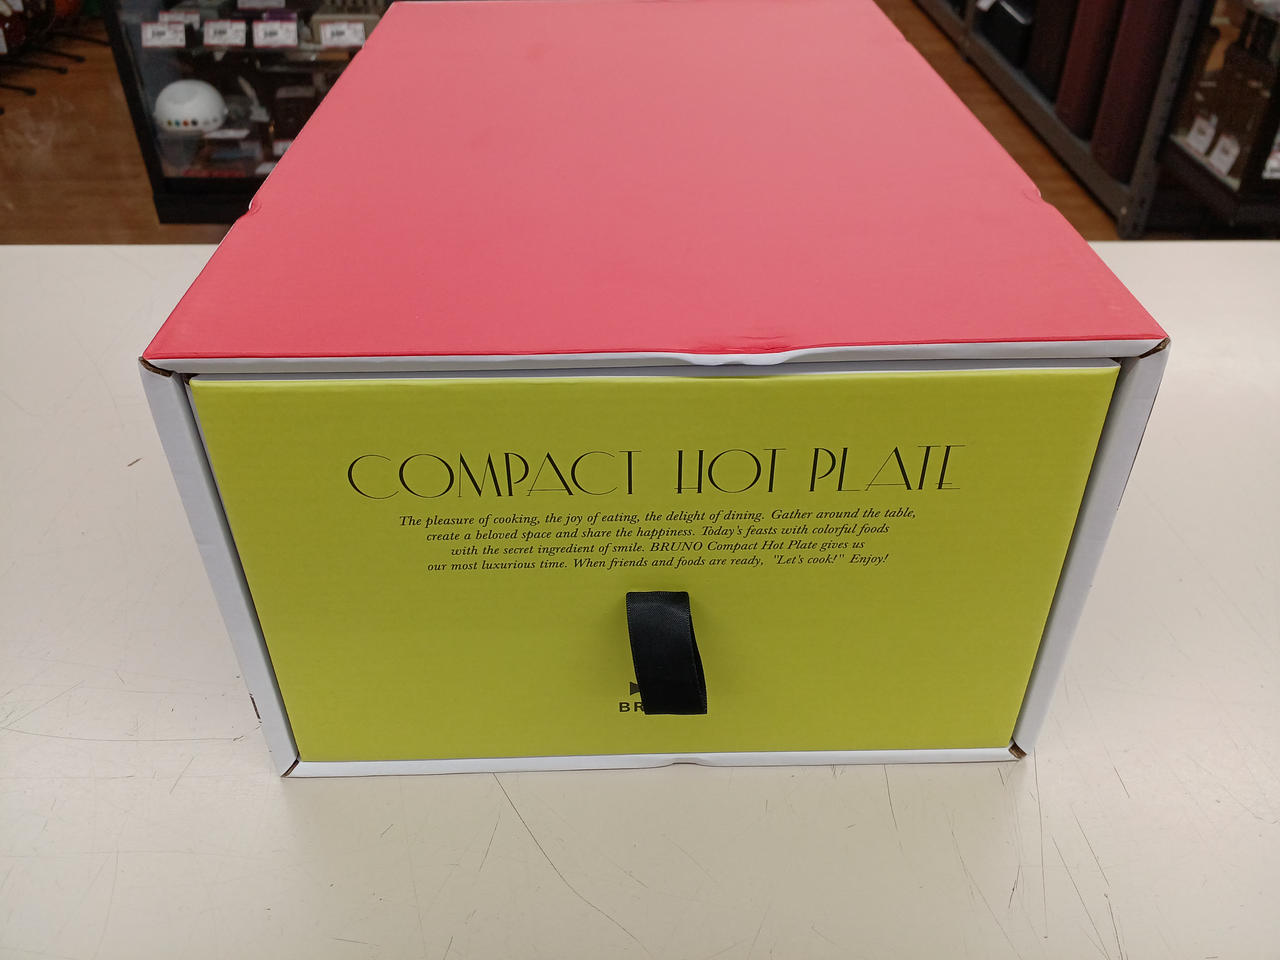 COMPACT HOT PLATE
The pleasure of cooking, the joy of eating, the delight of dining. Gather around the table,
create a beloved space and share the happiness. Today's feasts with colorful foods
with the secret ingredient of smile. BRUNO Compact Hot Plate gives us
our most luxurious time. When friends and foods are ready, "Let's cook!" Enjoy!
BR